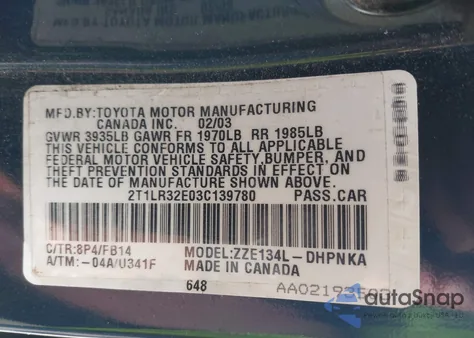 MFD.BY:TOYOTA MOTOR MANUFACTURING
CANADA INC. 02/03
GVWR 3935LB GAWR FR 1970LB RR 1985LB
THIS VEHICLE CONFORMS TO ALL APPLICABLE
FEDERAL MOTOR VEHICLE SAFETY,BUMPER, AND
THEFT PREVENTION STANDARDS IN EFFECT ON
THE DATE OF MANUFACTURE SHOWN ABOVE.
2T1LR32E03C139780 PASS.CAR
C/TR:8P4/FB14 MODEL:ZZE134L-DHPNKA
A/TM:-04A/U341F MADE IN CANADA
648
autoSnap